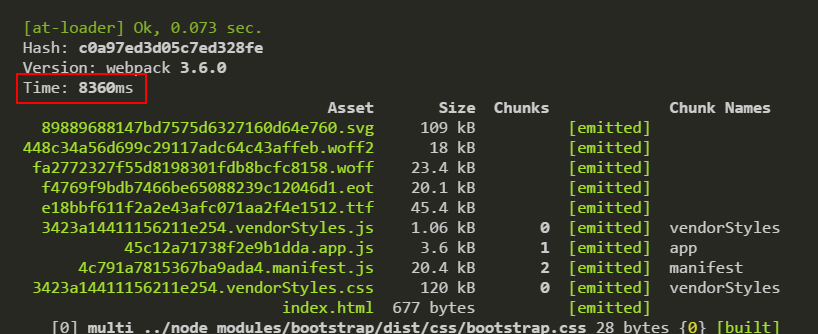 [at-loader] Ok, 0.073 sec.
Hash: c0a97ed3d05c7ed328fe
Version: webpack 3.6.0
Time: 8360ms
Asset Size Chunks Chunk Names
89889688147bd7575d6327160d64e760.svg 109 kB [emitted]
448c34a56d699c29117adc64c43affeb.woff2 18 kB [emitted]
fa2772327f55d8198301fdb8bcfc8158.woff 23.4 kB [emitted]
f4769f9bdb7466be65088239c12046d1.eot 20.1 kB [emitted]
e18bbf611f2a2e43afc071aa2f4e1512.ttf 45.4 kB [emitted]
3423a14411156211e254.vendorStyles.js 1.06 kB 0 [emitted] vendorStyles
45c12a71738f2e9b1dda.app.js 3.6 kB 1 [emitted] app
4c791a7815367ba9ada4.manifest.js 20.4 kB 2 [emitted] manifest
3423a14411156211e254.vendorStyles.css 120 kB 0 [emitted] vendorStyles
index.html 677 bytes [emitted]
[0] multi ../node_modules/bootstrap/dist/css/bootstrap.css 28 bytes {0} [built]